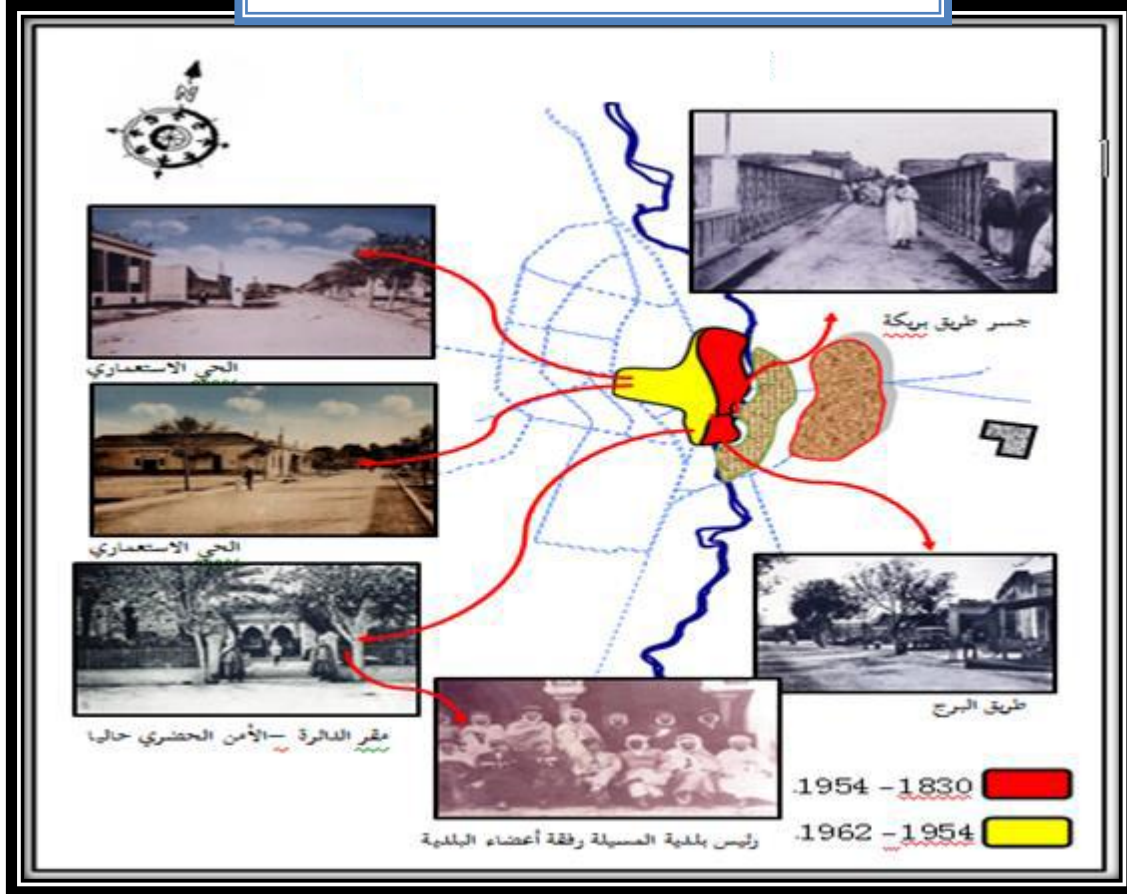 N
جسر طريق بريكة
الحي الاستعماري
الحي الاستعماري
طريق البرج
مقر الدائرة –الأمن الحضري حاليا
رئيس بلدية المسيلة رفقة أعضاء البلدية
1830 – 1954.
1954 – 1962.